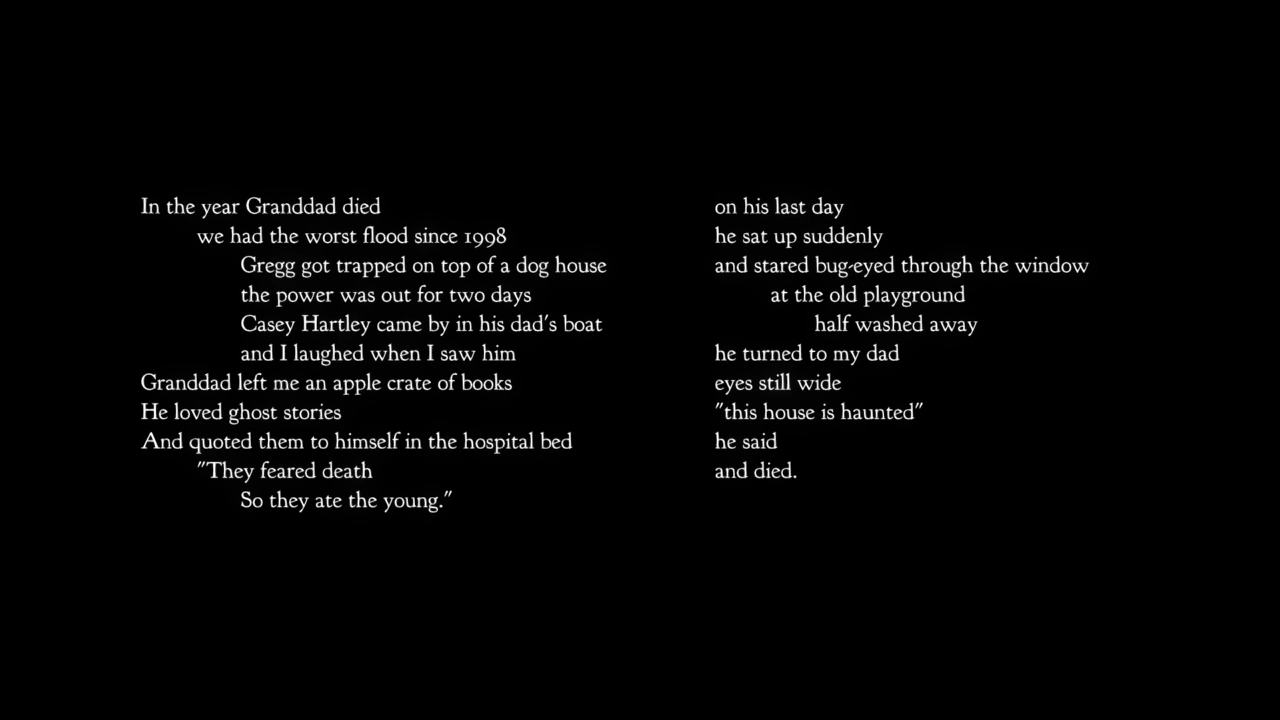 In the year Granddad died
we had the worst flood since 1998
Gregg got trapped on top of a dog house
the power was out for two days
Casey Hartley came by in his dad's boat
and I laughed when I saw him
Granddad left me an apple crate of books
He loved ghost stories
And quoted them to himself in the hospital bed
"They feared death
So they ate the young."
on his last day
he sat up suddenly
and stared bug-eyed through the window
at the old playground
half washed away
he turned to my dad
eyes still wide
"this house is haunted"
he said
and died.